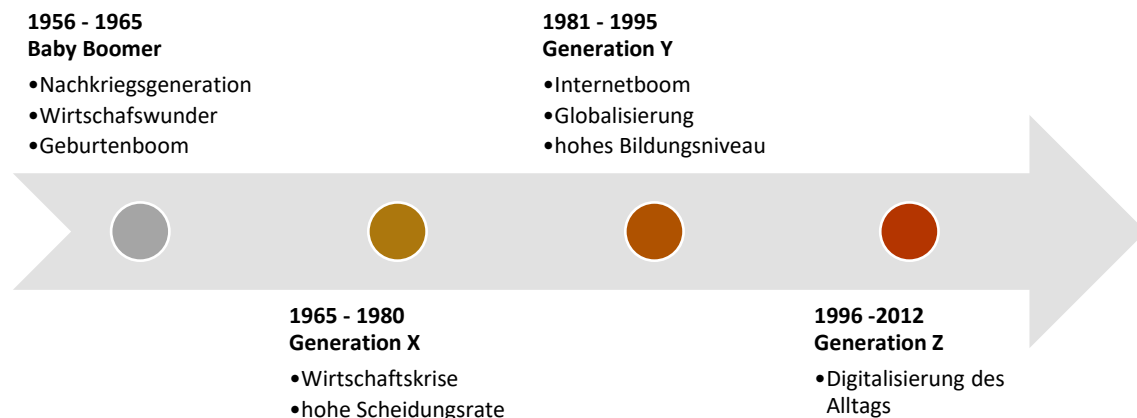 1956 - 1965
Baby Boomer
•Nachkriegsgeneration
•Wirtschafswunder
•Geburtenboom
1965 - 1980
Generation X
•Wirtschaftskrise
•hohe Scheidungsrate
1981 - 1995
Generation Y
•Internetboom
•Globalisierung
•hohes Bildungsniveau
1996 -2012
Generation Z
•Digitalisierung des
Alltags